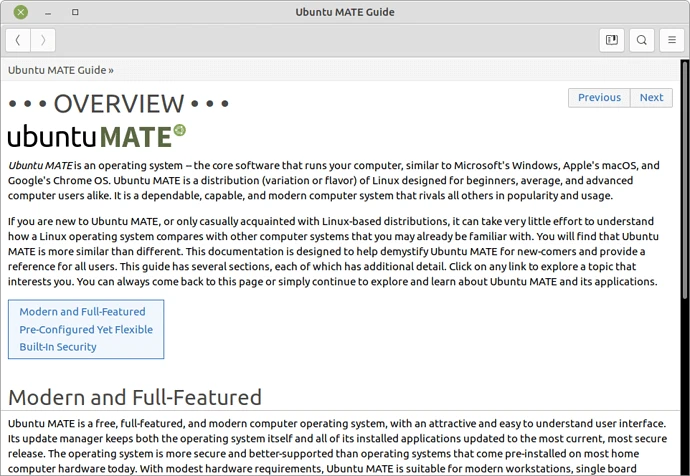 Ubuntu MATE Guide
Ubuntu MATE Guide »
Previous Next
• • • OVERVIEW • • •
ubuntu MATE
Ubuntu MATE is an operating system -- the core software that runs your computer, similar to Microsoft's Windows, Apple's macOS, and
Google's Chrome OS. Ubuntu MATE is a distribution (variation or flavor) of Linux designed for beginners, average, and advanced
computer users alike. It is a dependable, capable, and modern computer system that rivals all others in popularity and usage.
If you are new to Ubuntu MATE, or only casually acquainted with Linux-based distributions, it can take very little effort to understand
how a Linux operating system compares with other computer systems that you may already be familiar with. You will find that Ubuntu
MATE is more similar than different. This documentation is designed to help demystify Ubuntu MATE for new-comers and provide a
reference for all users. This guide has several sections, each of which has additional detail. Click on any link to explore a topic that
interests you. You can always come back to this page or simply continue to explore and learn about Ubuntu MATE and its applications.
Modern and Full-Featured
Pre-Configured Yet Flexible
Built-In Security
Modern and Full-Featured
Ubuntu MATE is a free, full-featured, and modern computer operating system, with an attractive and easy to understand user interface.
Its update manager keeps both the operating system itself and all of its installed applications updated to the most current, most secure
release. The operating system is more secure and better-supported than operating systems that come pre-installed on most home
computer hardware today. With modest hardware requirements, Ubuntu MATE is suitable for modern workstations, single board